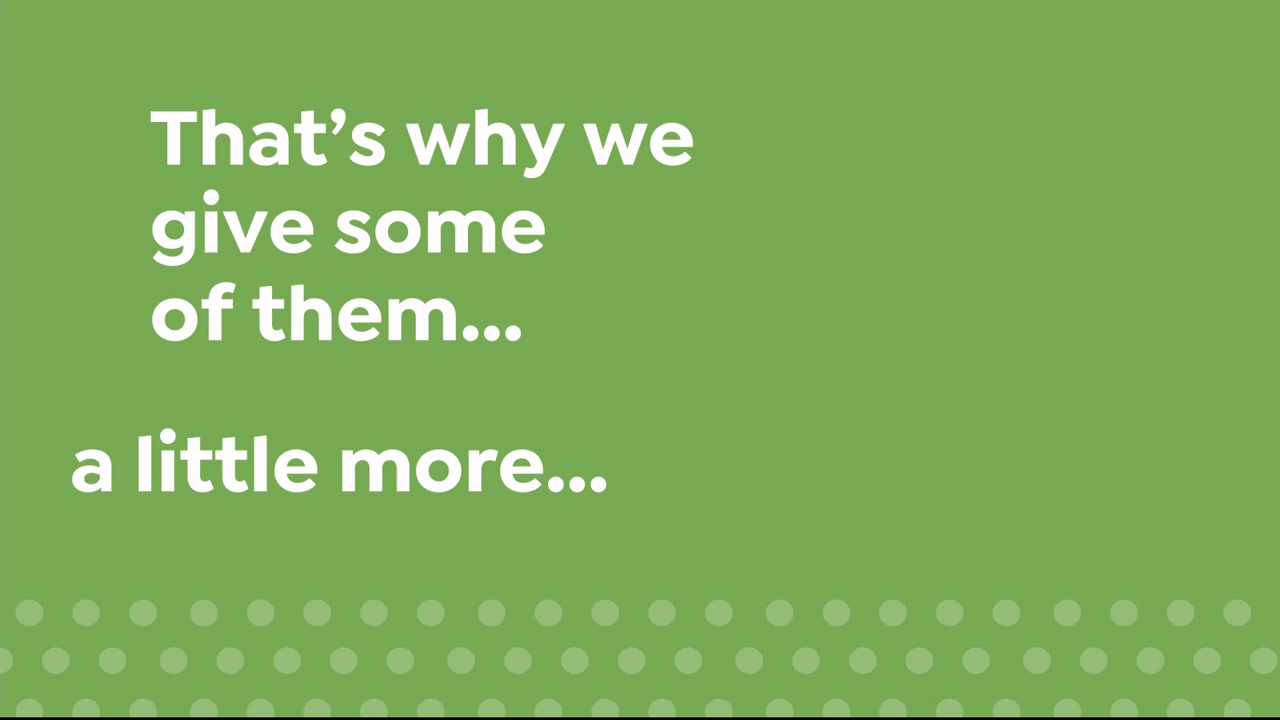 That’s why we
give some
of them...
a little more...